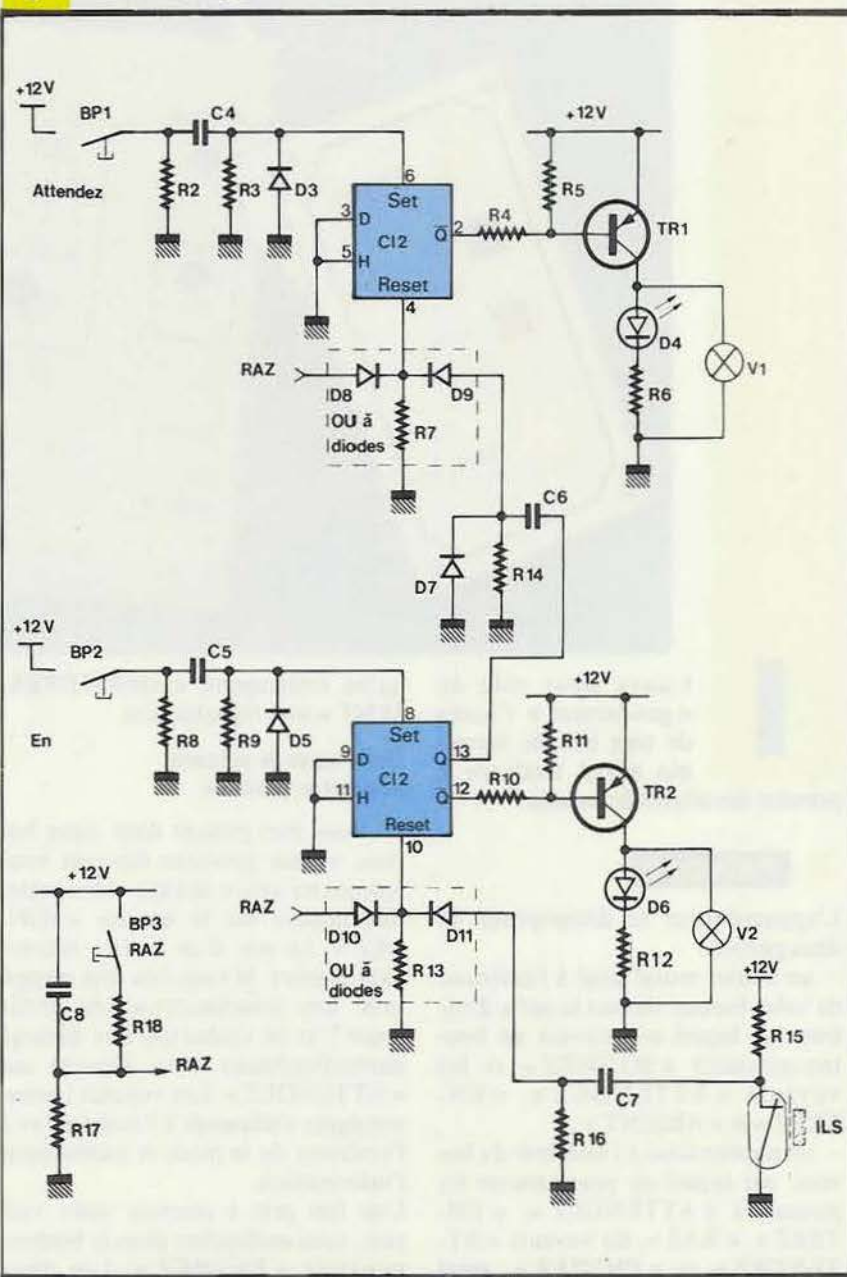 +12V
BP1
C4
+12V
Attendez
R2
R3
D3
6
Set
3
D
CI2
Q̄
2
R4
R5
TR1
5
H
Reset
4
D4
R6
V1
RAZ
D8
D9
OU à
diodes
R7
C6
D7
R14
+12V
BP2
C5
+12V
En
R8
R9
D5
8
Set
9
D
Q
13
CI2
11
H
Q̄
12
R10
R11
TR2
Reset
10
D6
R12
V2
RAZ
D10
D11
OU à
diodes
R13
+12V
BP3
RAZ
C8
R18
RAZ
R17
+12V
R15
C7
R16
ILS